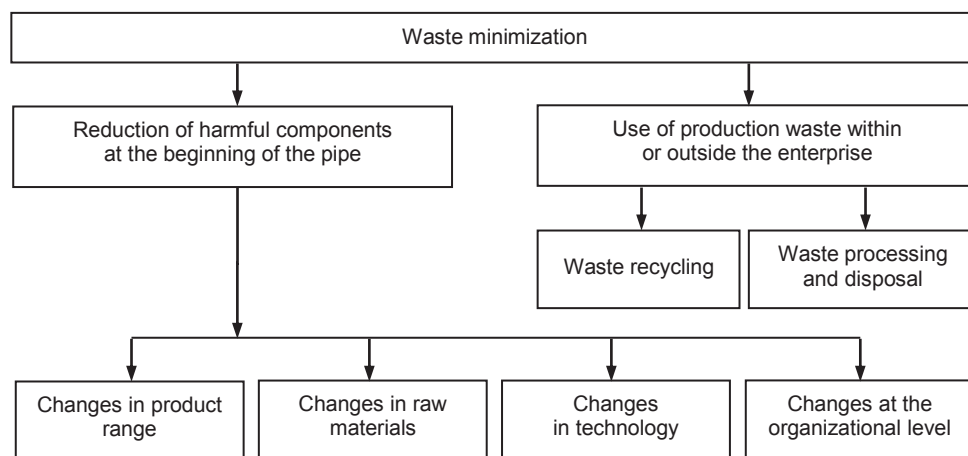 Waste minimization
Reduction of harmful components
at the beginning of the pipe
Use of production waste within
or outside the enterprise
Waste recycling
Waste processing
and disposal
Changes in product
range
Changes in raw
materials
Changes
in technology
Changes at the
organizational level